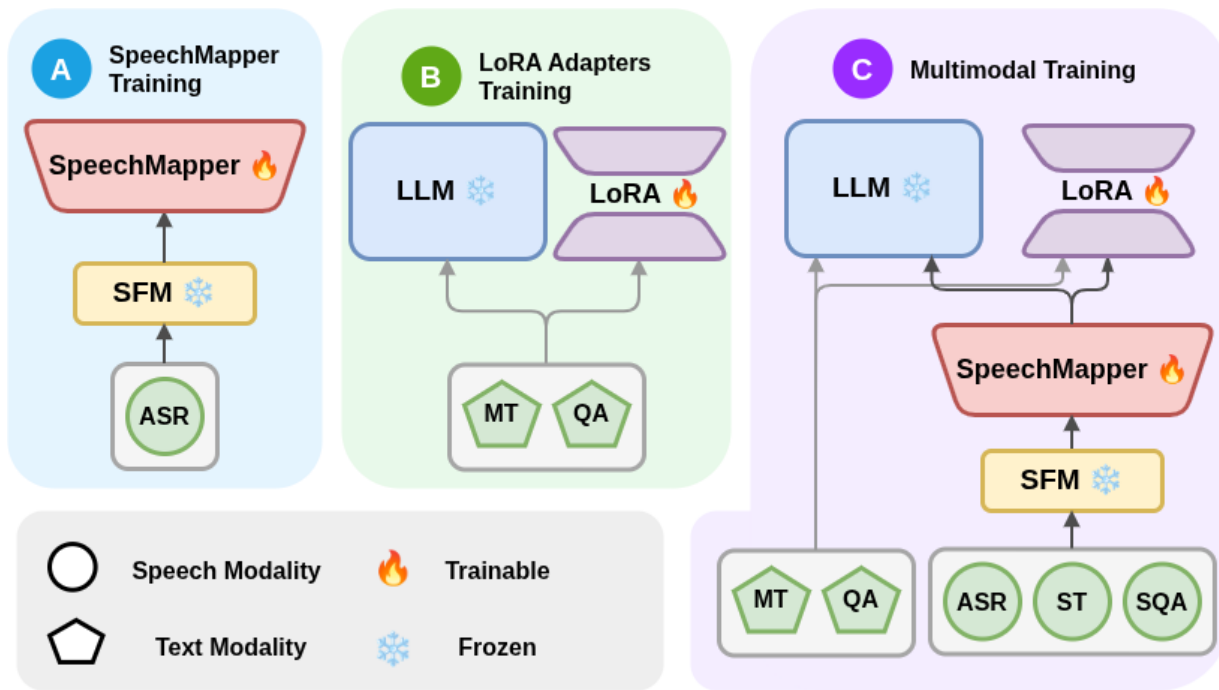 A
SpeechMapper
Training
SpeechMapper
SFM
ASR
B
LoRA Adapters
Training
LLM
LoRA
MT
QA
C
Multimodal Training
LLM
LoRA
SpeechMapper
SFM
MT
QA
ASR
ST
SQA
Speech Modality
Trainable
Text Modality
Frozen